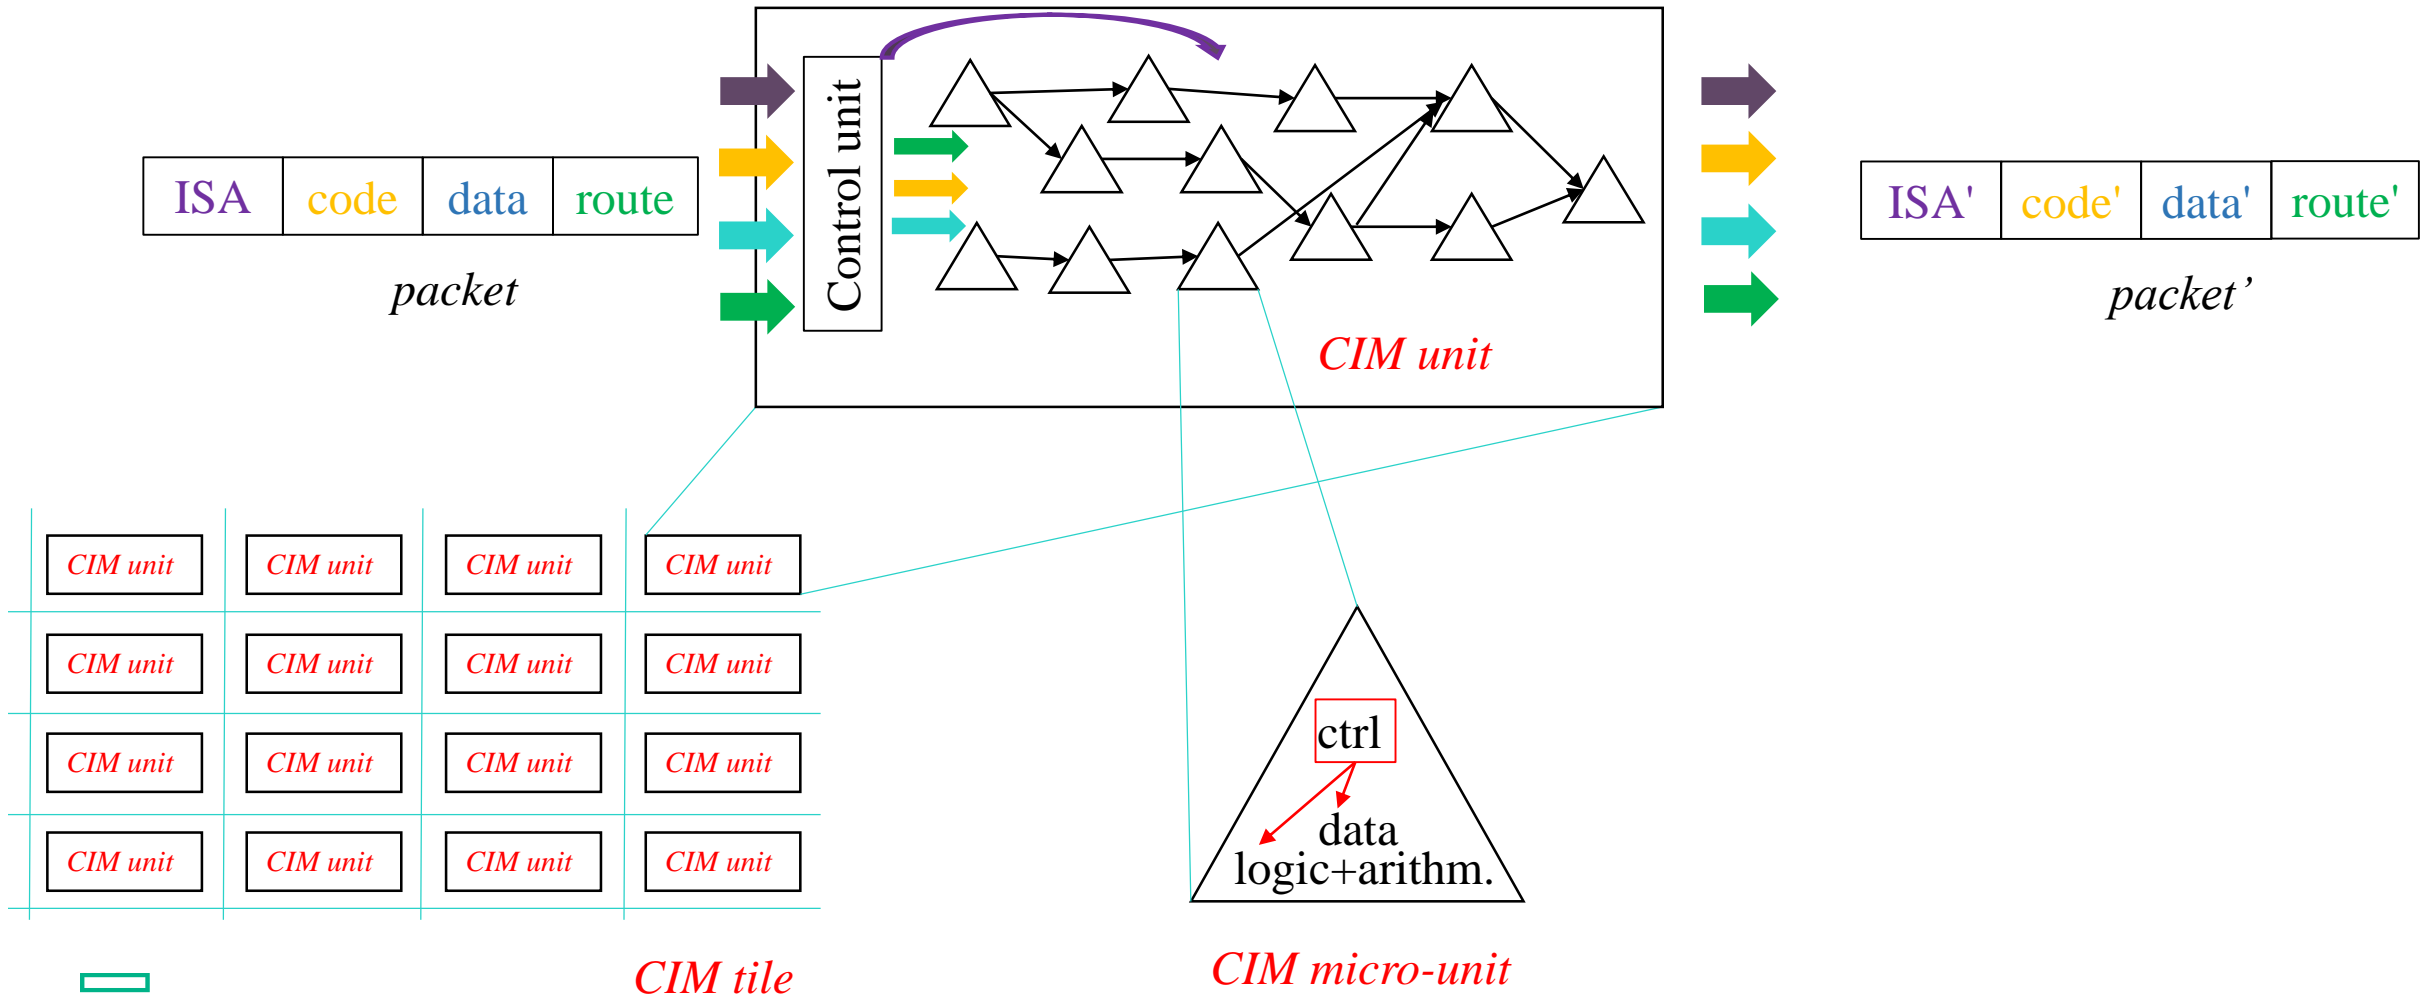 Control unit
ISA code data route
packet
CIM unit
ISA' code' data' route'
packet’
CIM unit CIM unit CIM unit CIM unit
CIM unit CIM unit CIM unit CIM unit
CIM unit CIM unit CIM unit CIM unit
CIM unit CIM unit CIM unit CIM unit
CIM tile
ctrl
data
logic+arithm.
CIM micro-unit